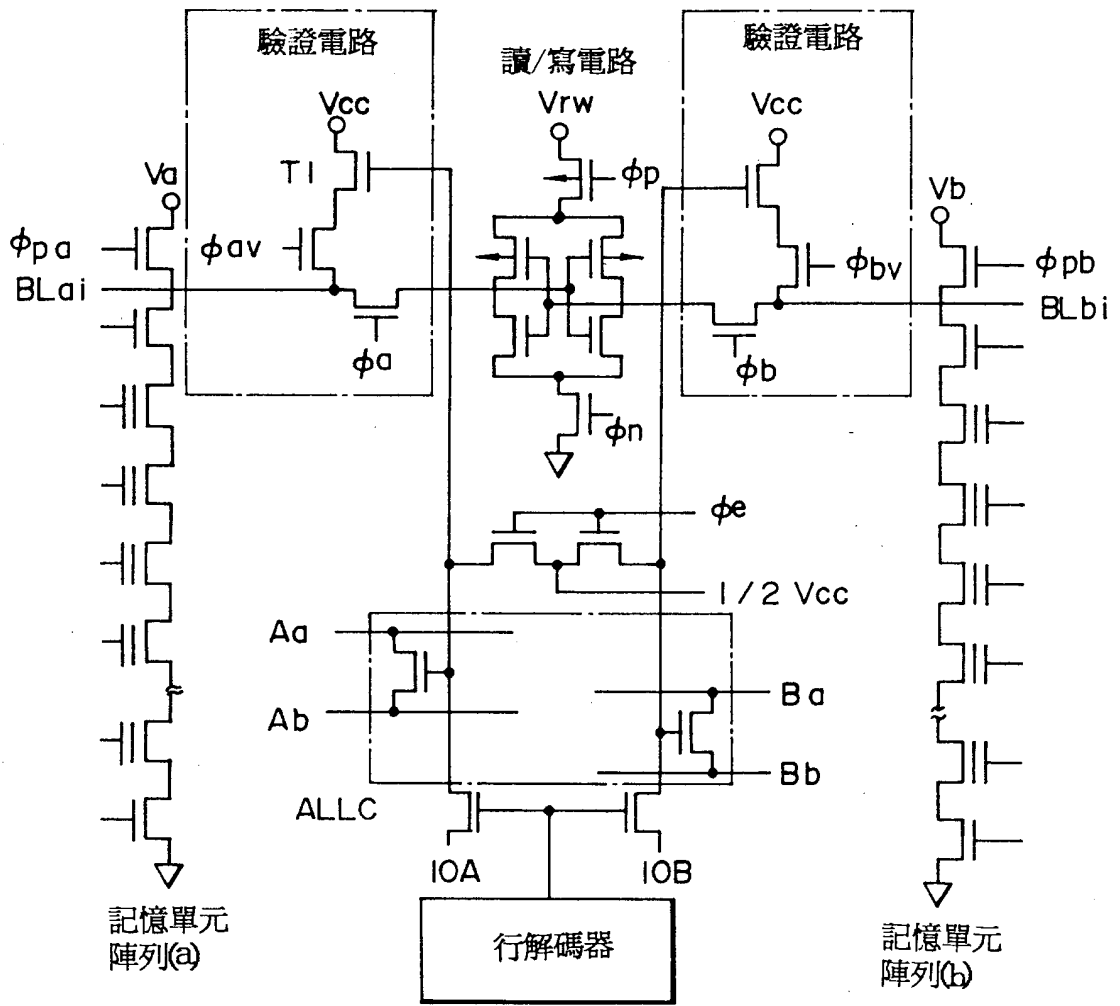 驗證電路
讀/寫電路
驗證電路
Vcc
Vrw
Vcc
T1
Va
ϕp
Vb
ϕpa
ϕav
ϕbv
ϕpb
BLai
BLbi
ϕa
ϕb
ϕn
ϕe
1/2 Vcc
Aa
Ba
Ab
Bb
ALLC
IOA
IOB
行解碼器
記憶單元
陣列(a)
記憶單元
陣列(b)